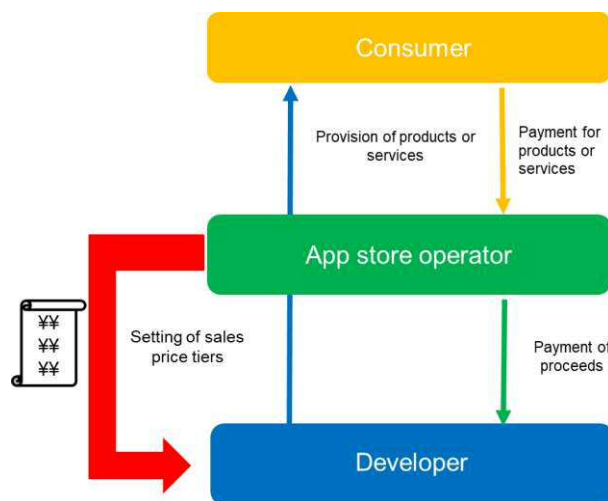 Consumer
Provision of products or
services
Payment for
products or
services
App store operator
¥¥
¥¥
¥¥
Setting of sales
price tiers
Payment of
proceeds
Developer